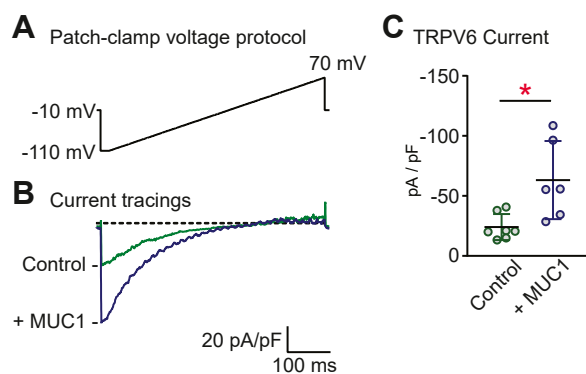 A Patch-clamp voltage protocol
70 mV
-10 mV
-110 mV
B Current tracings
Control
+ MUC1
20 pA/pF
100 ms
C TRPV6 Current
-150
-100
-50
0
pA / pF
*
Control
+ MUC1